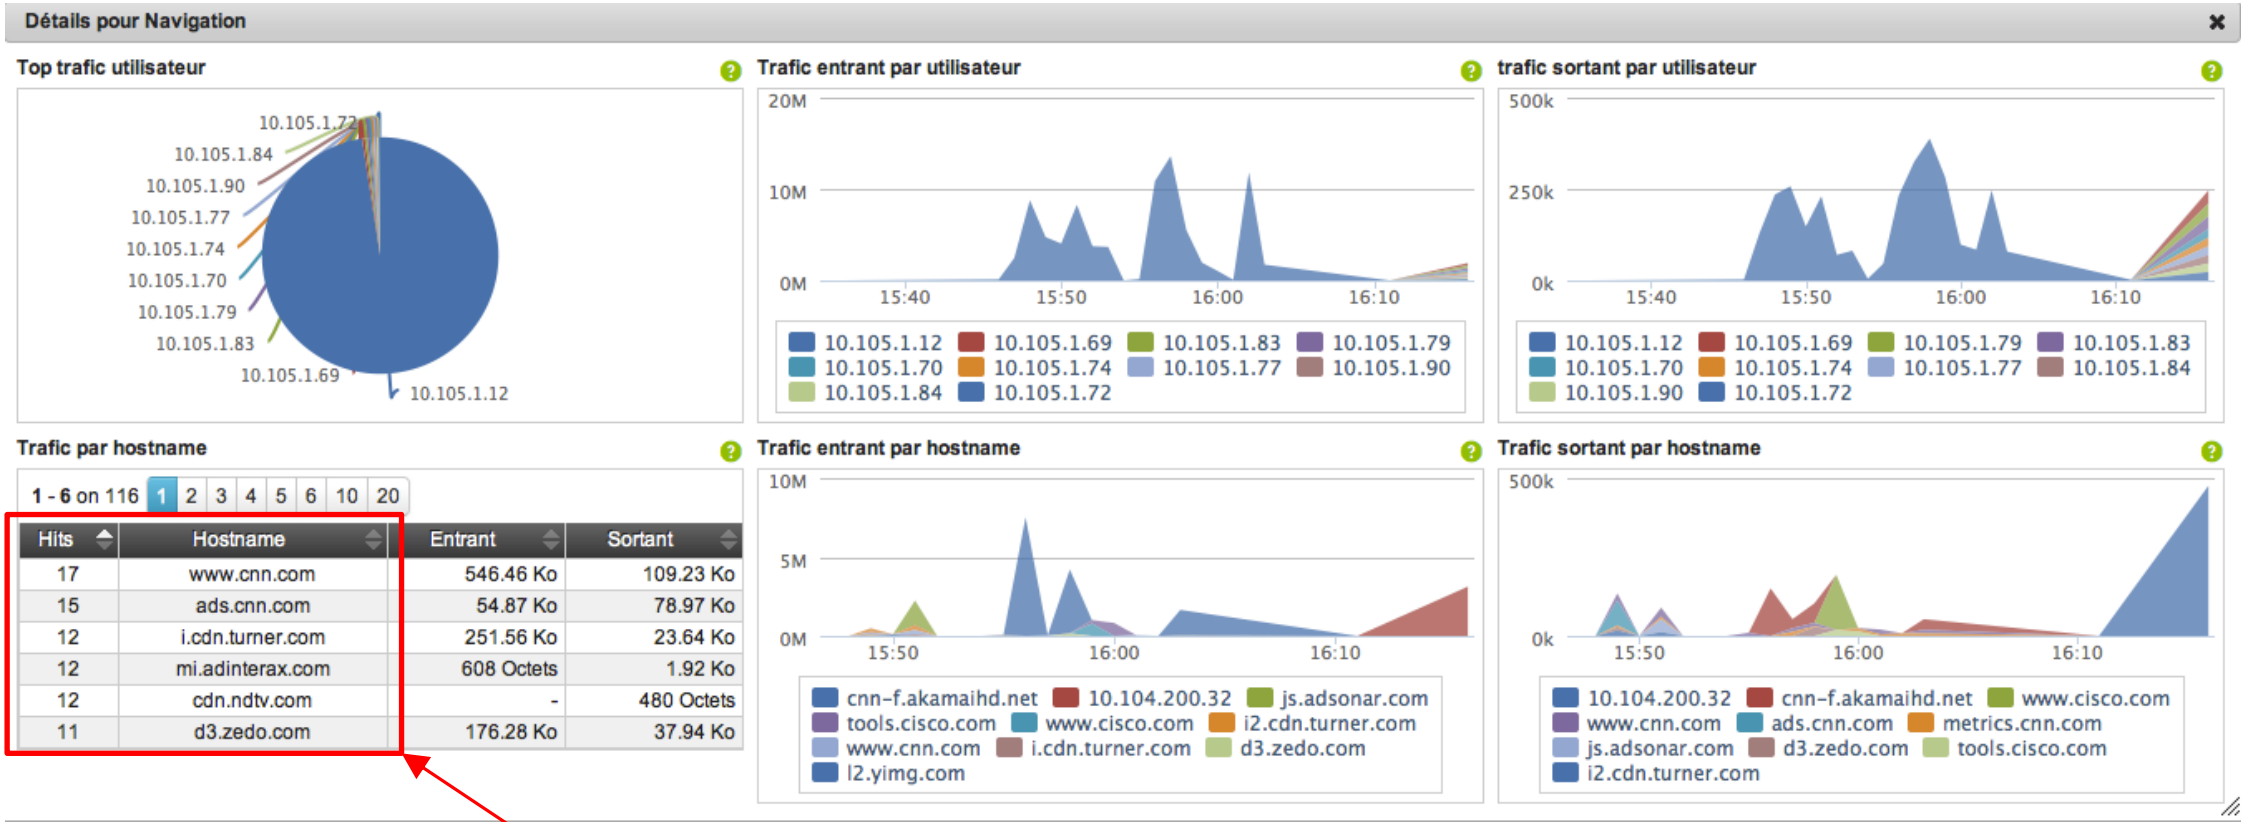 Détails pour Navigation
Top trafic utilisateur
10.105.1.72
10.105.1.84
10.105.1.90
10.105.1.77
10.105.1.74
10.105.1.70
10.105.1.79
10.105.1.83
10.105.1.69
10.105.1.12
Trafic entrant par utilisateur
20M
10M
0M
15:40 15:50 16:00 16:10
10.105.1.12 10.105.1.69 10.105.1.83 10.105.1.79
10.105.1.70 10.105.1.74 10.105.1.77 10.105.1.90
10.105.1.84 10.105.1.72
trafic sortant par utilisateur
500k
250k
0k
15:40 15:50 16:00 16:10
10.105.1.12 10.105.1.69 10.105.1.79 10.105.1.83
10.105.1.70 10.105.1.74 10.105.1.77 10.105.1.84
10.105.1.90 10.105.1.72
Trafic par hostname
1 - 6 on 116 1 2 3 4 5 6 10 20
Hits Hostname Entrant Sortant
17 www.cnn.com 546.46 Ko 109.23 Ko
15 ads.cnn.com 54.87 Ko 78.97 Ko
12 i.cdn.turner.com 251.56 Ko 23.64 Ko
12 mi.adinterax.com 608 Octets 1.92 Ko
12 cdn.ndtv.com - 480 Octets
11 d3.zedo.com 176.28 Ko 37.94 Ko
Trafic entrant par hostname
10M
5M
0M
15:50 16:00 16:10
cnn-f.akamaihd.net 10.104.200.32 js.adsonar.com
tools.cisco.com www.cisco.com i2.cdn.turner.com
www.cnn.com i.cdn.turner.com d3.zedo.com
l2.yimg.com
Trafic sortant par hostname
500k
0k
15:50 16:00 16:10
10.104.200.32 cnn-f.akamaihd.net www.cisco.com
www.cnn.com ads.cnn.com metrics.cnn.com
js.adsonar.com d3.zedo.com tools.cisco.com
i2.cdn.turner.com